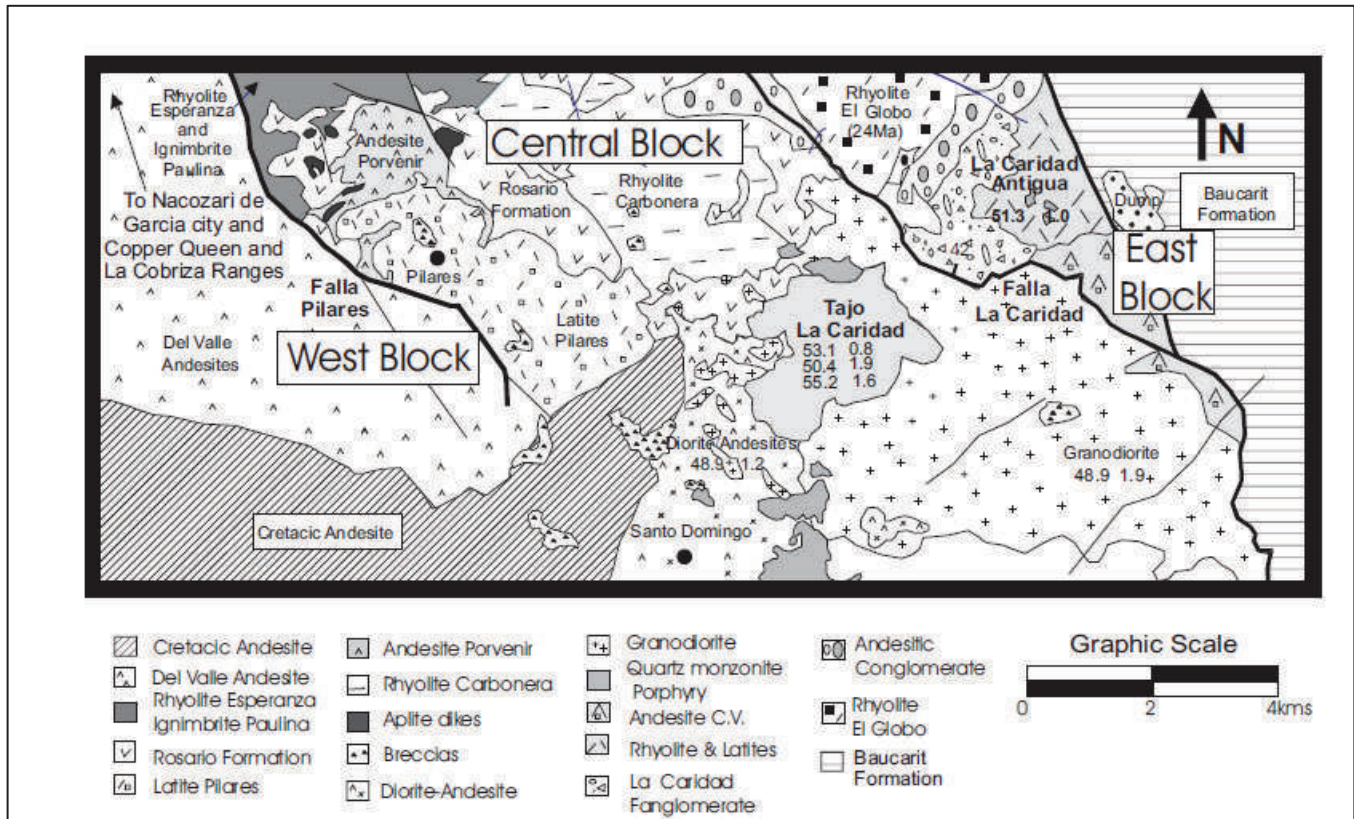 Rhyolite
Esperanza
and
Ignimbrite
Paulina
To Nacozari de
Garcia city and
Copper Queen and
La Cobriza Ranges
Andesite
Porvenir
Central Block
Rosario
Formation
Rhyolite
Carbonera
Rhyolite
El Globo
(24Ma)
La Caridad
Antigua
51.3 1.0
N
Dump
Baucarit
Formation
East
Block
42
Pilares
Falla
Pilares
Del Valle
Andesites
West Block
Latite
Pilares
Tajo
La Caridad
53.1 0.8
50.4 1.9
55.2 1.6
Falla
La Caridad
Diorite Andesites
48.9 1.2
Granodiorite
48.9 1.9
Cretacic Andesite
Santo Domingo
Cretacic Andesite
Del Valle Andesite
Rhyolite Esperanza
Ignimbrite Paulina
Rosario Formation
Latite Pilares
Andesite Porvenir
Rhyolite Carbonera
Aplite dikes
Breccias
Diorite-Andesite
Granodiorite
Quartz monzonite
Porphyry
Andesite C.V.
Rhyolite & Latites
La Caridad
Fanglomerate
Andesitic
Conglomerate
Rhyolite
El Globo
Baucarit
Formation
Graphic Scale
0 2 4kms